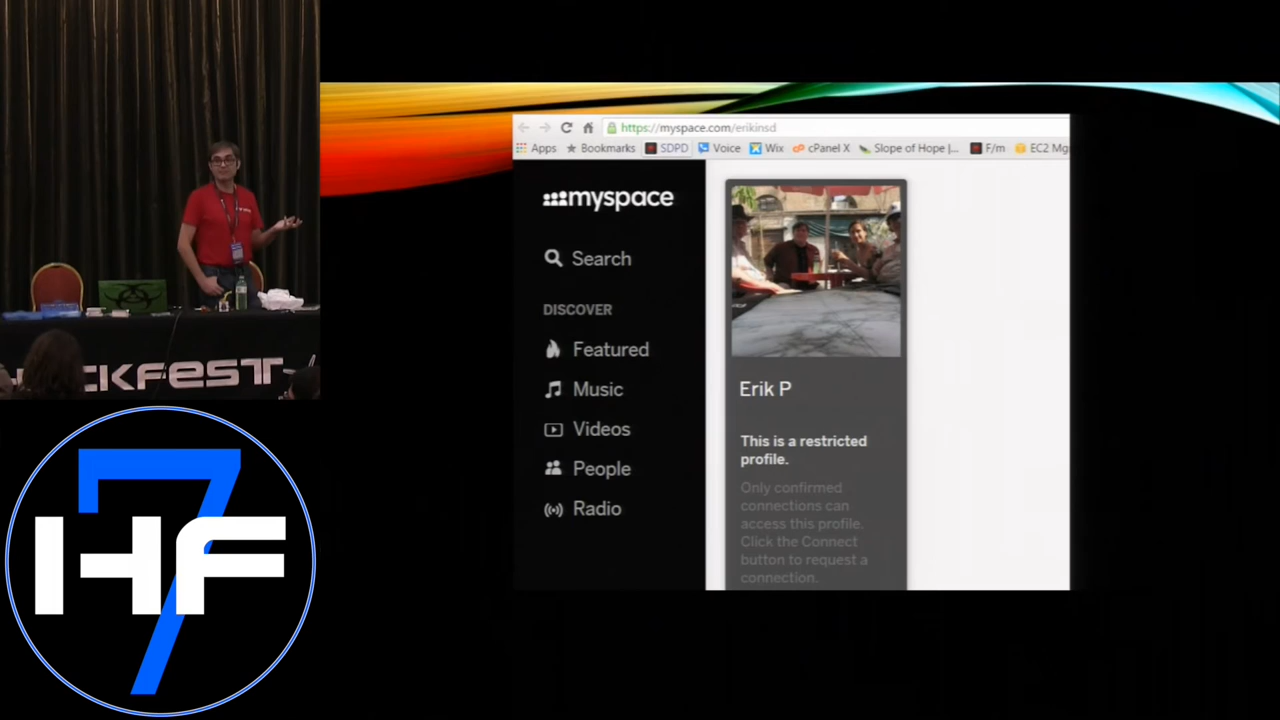 https://myspace.com/erikinsd
Apps Bookmarks SDPD Voice Wix cPanel X Slope of Hope |... F/m EC2 Mg
myspace
Search
DISCOVER
Featured
Music
Videos
People
Radio
Erik P
This is a restricted
profile.
Only confirmed
connections can
access this profile.
Click the Connect
button to request a
connection.
CKFEST
7
HF